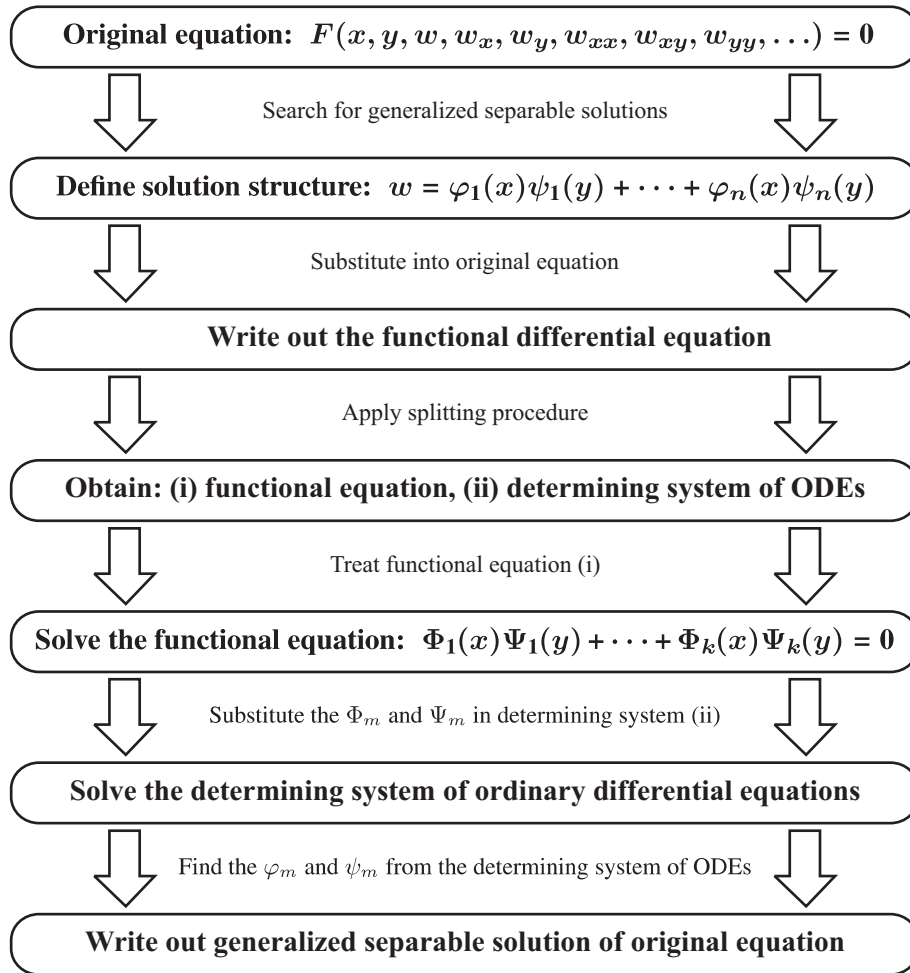 Original equation: F(x, y, w, wₓ, w_y, wₓₓ, wₓ_y, w_yy, . . .) = 0
Search for generalized separable solutions
Define solution structure: w = φ₁(x)ψ₁(y) + · · · + φₙ(x)ψₙ(y)
Substitute into original equation
Write out the functional differential equation
Apply splitting procedure
Obtain: (i) functional equation, (ii) determining system of ODEs
Treat functional equation (i)
Solve the functional equation: Φ₁(x)Ψ₁(y) + · · · + Φₖ(x)Ψₖ(y) = 0
Substitute the Φₘ and Ψₘ in determining system (ii)
Solve the determining system of ordinary differential equations
Find the φₘ and ψₘ from the determining system of ODEs
Write out generalized separable solution of original equation